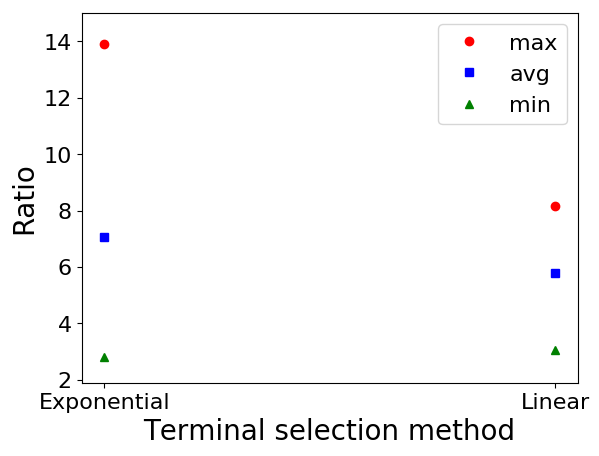 14
12
10
8
6
4
2
Ratio
max
avg
min
Exponential
Linear
Terminal selection method